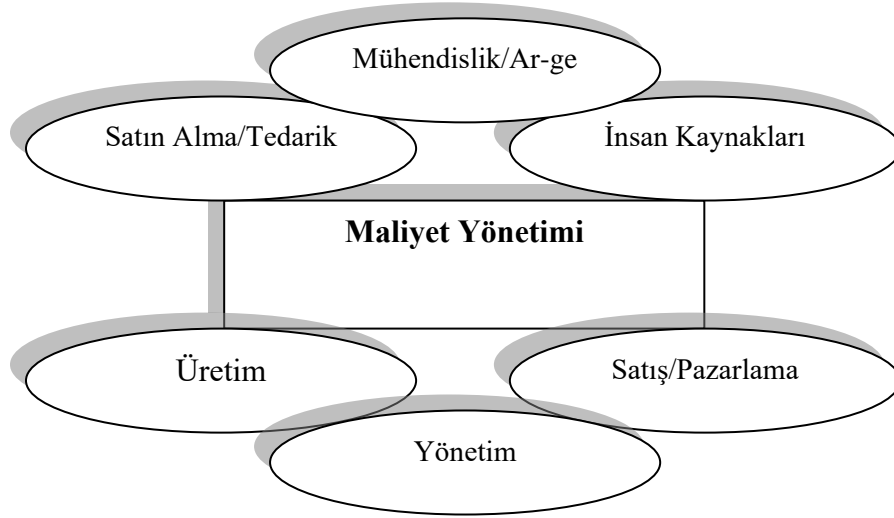 Mühendislik/Ar-ge
Satın Alma/Tedarik
İnsan Kaynakları
Maliyet Yönetimi
Üretim
Satış/Pazarlama
Yönetim